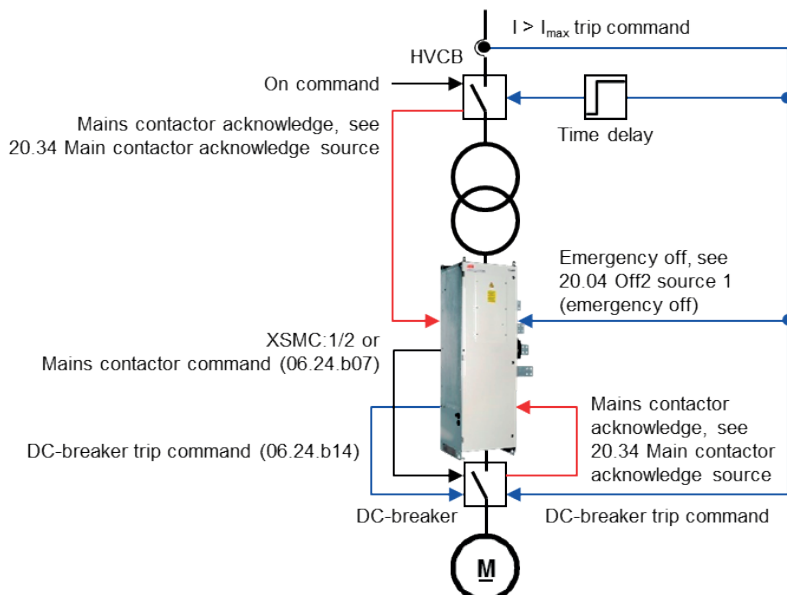 I > Imax trip command
HVCB
On command
Mains contactor acknowledge, see
20.34 Main contactor acknowledge source
Time delay
Emergency off, see
20.04 Off2 source 1
(emergency off)
XSMC:1/2 or
Mains contactor command (06.24.b07)
Mains contactor
acknowledge, see
20.34 Main contactor
acknowledge source
DC-breaker trip command (06.24.b14)
DC-breaker
DC-breaker trip command
M